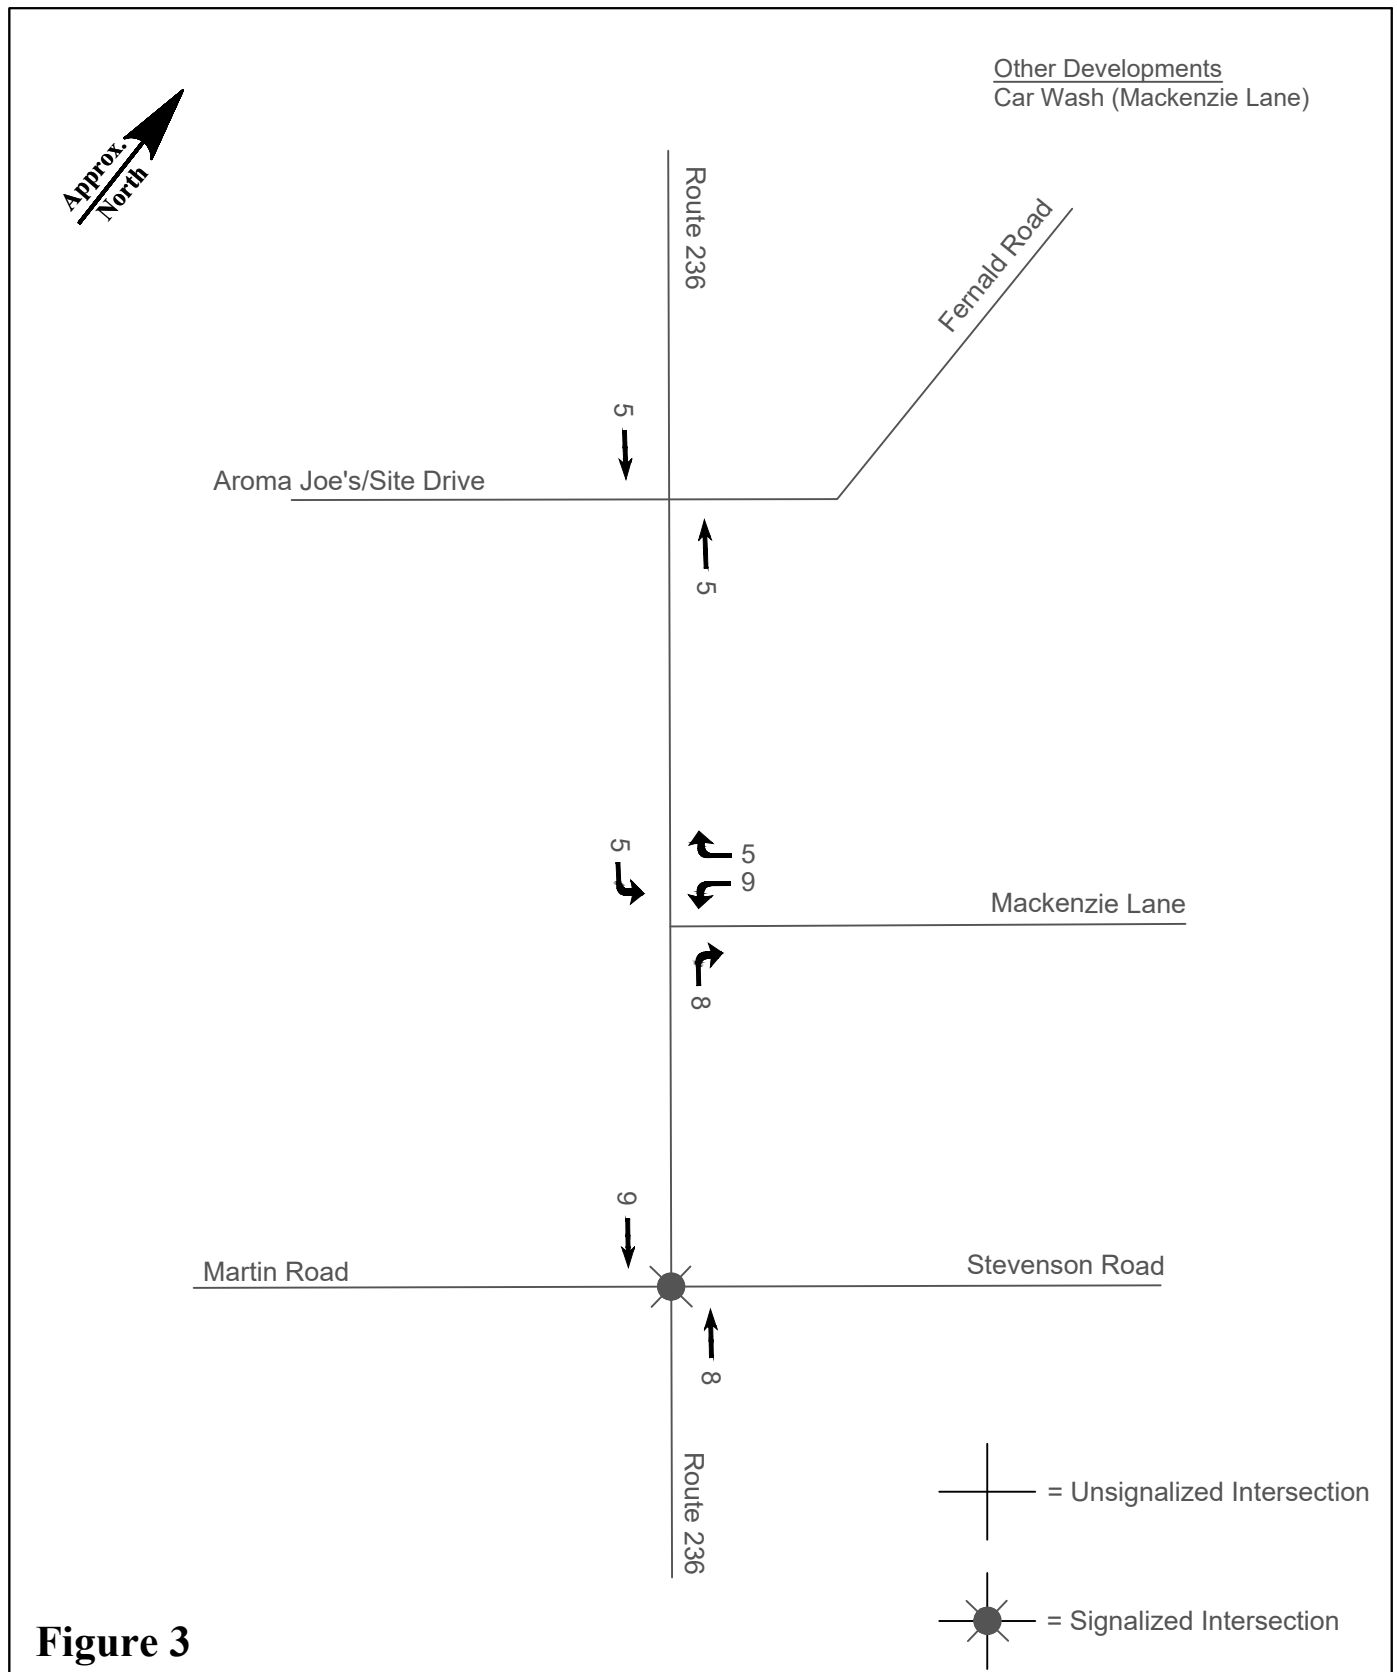 Other Developments
Car Wash (Mackenzie Lane)
Approx.
North
Route 236
Fernald Road
5
Aroma Joe's/Site Drive
5
5
5
9
Mackenzie Lane
8
9
Martin Road
Stevenson Road
8
Route 236
= Unsignalized Intersection
= Signalized Intersection
Figure 3